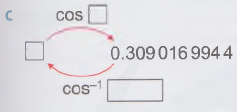 c cos □
□ 0.309 016 994 4
cos⁻¹ □